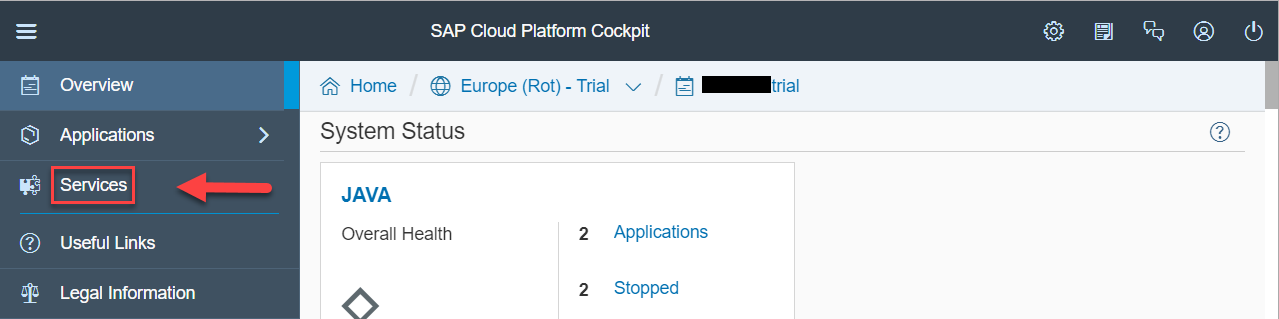 SAP Cloud Platform Cockpit
Overview
Applications
Services
Useful Links
Legal Information
Home / Europe (Rot) - Trial / trial
System Status
JAVA
Overall Health
2 Applications
2 Stopped